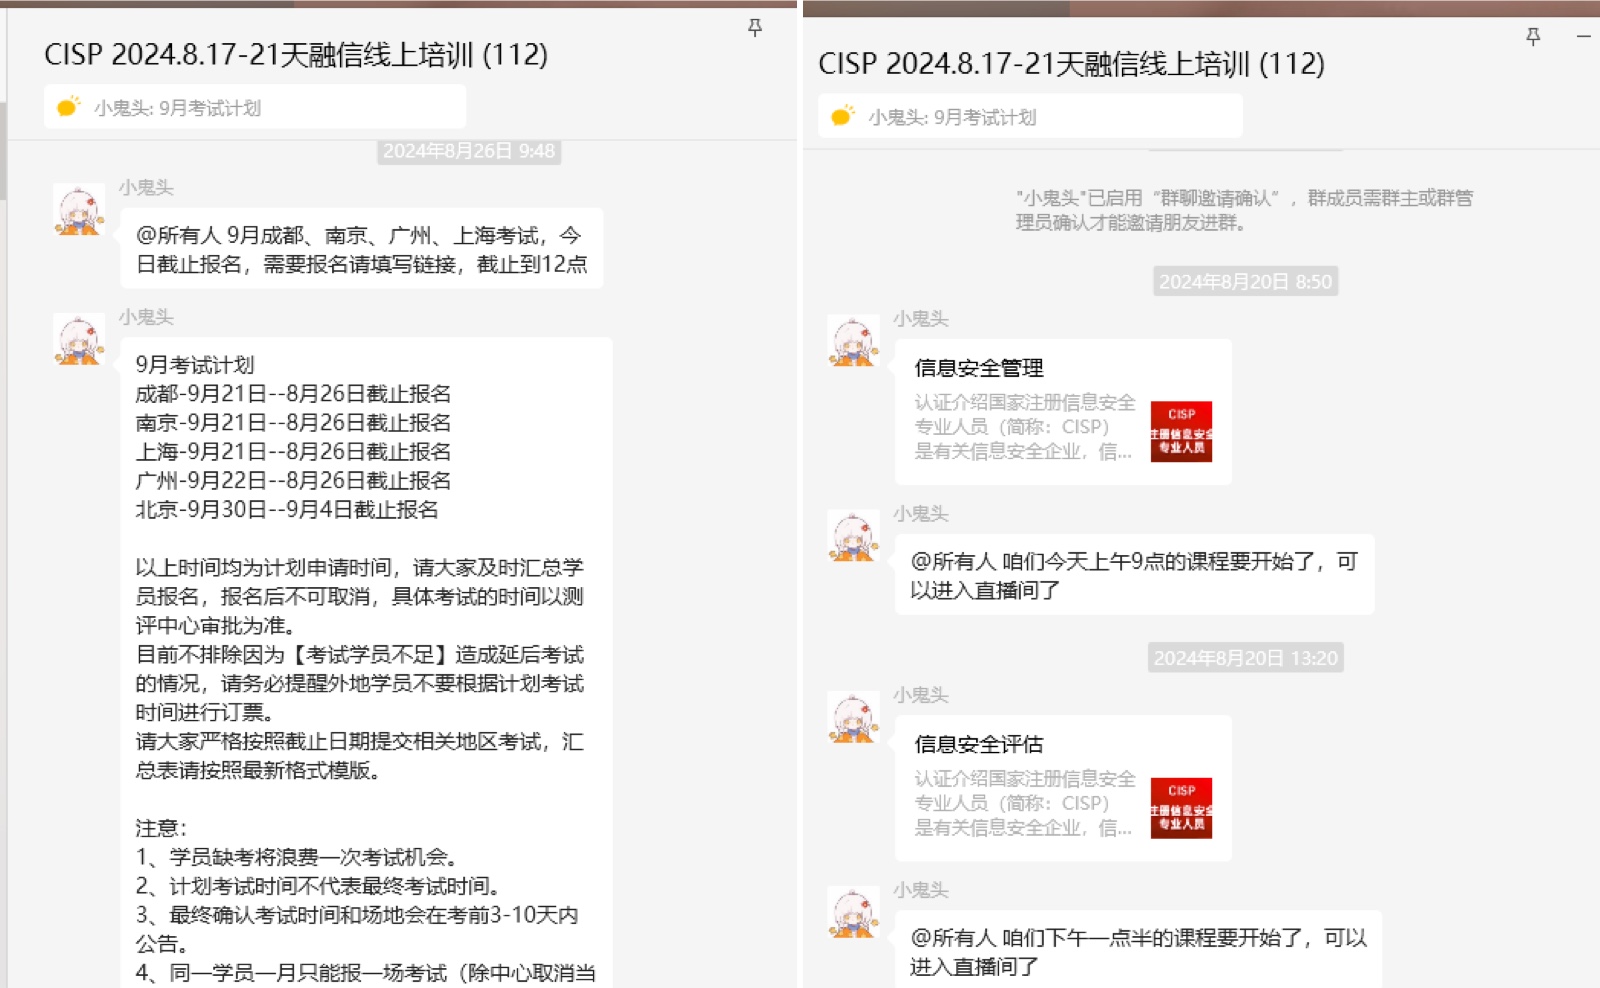 CISP 2024.8.17-21天融信线上培训 (112)
小鬼头: 9月考试计划
2024年8月26日 9:48
小鬼头
@所有人 9月成都、南京、广州、上海考试，今
日截止报名，需要报名请填写链接，截止到12点
小鬼头
9月考试计划
成都-9月21日--8月26日截止报名
南京-9月21日--8月26日截止报名
上海-9月21日--8月26日截止报名
广州-9月22日--8月26日截止报名
北京-9月30日--9月4日截止报名
以上时间均为计划申请时间，请大家及时汇总学
员报名，报名后不可取消，具体考试的时间以测
评中心审批为准。
目前不排除因为【考试学员不足】造成延后考试
的情况，请务必提醒外地学员不要根据计划考试
时间进行订票。
请大家严格按照截止日期提交相关地区考试，汇
总表请按照最新格式模版。
注意：
1、学员缺考将浪费一次考试机会。
2、计划考试时间不代表最终考试时间。
3、最终确认考试时间和场地会在考前3-10天内
公告。
4、同一学员一月只能报一场考试（除中心取消当
CISP 2024.8.17-21天融信线上培训 (112)
小鬼头: 9月考试计划
"小鬼头"已启用“群聊邀请确认”，群成员需群主或群管
理员确认才能邀请朋友进群。
2024年8月20日 8:50
小鬼头
信息安全管理
认证介绍国家注册信息安全
专业人员（简称：CISP）
是有关信息安全企业，信...
CISP
注册信息安全
专业人员
小鬼头
@所有人 咱们今天上午9点的课程要开始了，可
以进入直播间了
2024年8月20日 13:20
小鬼头
信息安全评估
认证介绍国家注册信息安全
专业人员（简称：CISP）
是有关信息安全企业，信...
CISP
注册信息安全
专业人员
小鬼头
@所有人 咱们下午一点半的课程要开始了，可以
进入直播间了